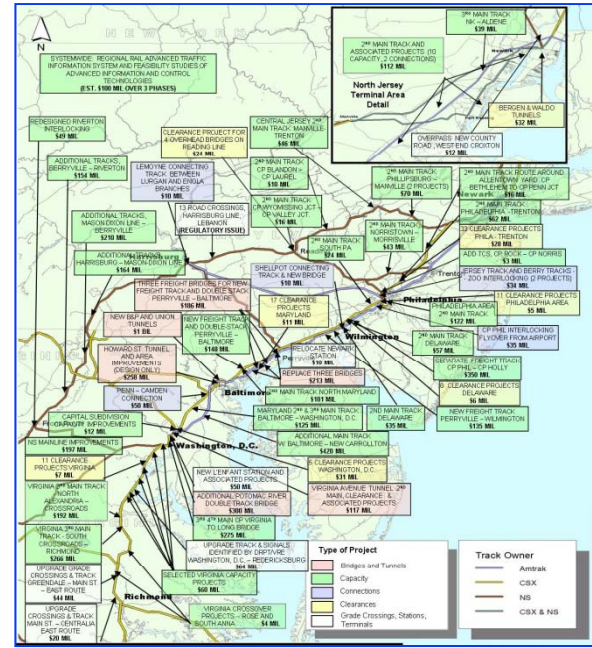 N
SYSTEMWIDE: REGIONAL RAIL ADVANCED TRAFFIC
INFORMATION SYSTEM AND FEASIBILITY STUDIES OF
ADVANCED INFORMATION AND CONTROL
TECHNOLOGIES
(EST. $100 MIL OVER 3 PHASES)
3RD MAIN TRACK
NK – ALDENE
$39 MIL
2ND MAIN TRACK AND
ASSOCIATED PROJECTS (10
CAPACITY, 2 CONNECTIONS)
$112 MIL
Newark
North Jersey
Terminal Area
Detail
BERGEN & WALDO
TUNNELS
$32 MIL
OVERPASS: NEW COUNTY
ROAD, WEST END CROXTON
$12 MIL
REDESIGNED RIVERTON
INTERLOCKING
$49 MIL
CLEARANCE PROJECT FOR
4-OVERHEAD BRIDGES ON
READING LINE
$24 MIL
CENTRAL JERSEY 2ND
MAIN TRACK: MANVILLE-
TRENTON
$46 MIL
ADDITIONAL TRACKS,
BERRYVILLE – RIVERTON
$154 MIL
LEMOYNE CONNECTING
TRACK BETWEEN
LURGAN AND ENOLA
BRANCHES
$10 MIL
2ND MAIN TRACK
CP BLANDON –
CP LAUREL
$18 MIL
2ND MAIN TRACK
PHILLIPSBURG -
MANVILLE (2 PROJECTS)
$70 MIL
2ND MAIN TRACK ROUTE AROUND
ALLENTOWN YARD: CP
BETHLEHEM TO CP PENN JCT
$16 MIL
Newark
ADDITIONAL TRACKS,
MASON DIXON LINE –
BERRYVILLE
$210 MIL
13 ROAD CROSSINGS,
HARRISBURG LINE,
LEBANON
(REGULATORY ISSUE)
2ND MAIN TRACK
CP WYOMISSING JCT –
CP VALLEY JCT.
$16 MIL
2ND MAIN TRACK
NORRISTOWN –
MORRISVILLE
$43 MIL
2ND MAIN TRACK
PHILADELPHIA - TRENTON
$62 MIL
CLEARANCE PROJECTS
PHILA - TRENTON
$28 MIL
ADDITIONAL TRACKS,
HARRISBURG – MASON-DIXON LINE
$164 MIL
2ND MAIN TRACK
SOUTH PA
$24 MIL
ADD TCS, CP ROCK – CP NORRIS
$3 MIL
SHELLPOT CONNECTING
TRACK & NEW BRIDGE
$18 MIL
Trenton
JERSEY TRACK AND BERRY TRACKS -
ZOO INTERLOCKING (2 PROJECTS)
$34 MIL
THREE FREIGHT BRIDGES FOR
NEW FREIGHT TRACK AND DOUBLE STACK
PERRYVILLE – BALTIMORE
$106 MIL
17 CLEARANCE
PROJECTS
MARYLAND
$11 MIL
Philadelphia
11 CLEARANCE PROJECTS
PHILADELPHIA AREA
$5 MIL
NEW B&P AND UNION
TUNNELS
$1 BIL
NEW FREIGHT TRACK
AND DOUBLE-STACK
PERRYVILLE –
BALTIMORE
$148 MIL
PHILADELPHIA AREA
2ND MAIN TRACK
$172 MIL
CP PHIL INTERLOCKING
FLYOVER FROM AIRPORT
$35 MIL
Wilmington
2ND MAIN TRACK
DELAWARE
$57 MIL
HOWARD ST. TUNNEL
AND AREA
IMPROVEMENTS
(DESIGN ONLY)
$250 MIL
RELOCATE NEWARK
STATION
$10 MIL
SEPARATE FREIGHT TRACK
CP PHIL – CP HOLLY
$350 MIL
REPLACE THREE BRIDGES
$213 MIL
6 CLEARANCE PROJECTS
DELAWARE
$6 MIL
PENN – CAMDEN
CONNECTION
$50 MIL
Baltimore
2ND MAIN TRACK NORTH MARYLAND
$101 MIL
NEW FREIGHT TRACK
PERRYVILLE – WILMINGTON
$135 MIL
CAPITAL SUBDIVISION
CAPACITY IMPROVEMENTS
$12 MIL
MARYLAND 2ND & 3RD MAIN TRACK
BALTIMORE – WASHINGTON, D.C.
$125 MIL
2ND MAIN TRACK
DELAWARE
$35 MIL
NS MAINLINE IMPROVEMENTS
$197 MIL
Washington, D.C.
ADDITIONAL MAIN TRACK
W. BALTIMORE – NEW CARROLLTON
$420 MIL
11 CLEARANCE
PROJECTS VIRGINIA
$7 MIL
6 CLEARANCE PROJECTS
WASHINGTON, D.C.
$31 MIL
NEW L'ENFANT STATION AND
ASSOCIATED PROJECTS
$50 MIL
VIRGINIA 3RD MAIN
TRACK
NORTH
ALEXANDRIA –
CROSSROADS
$192 MIL
ADDITIONAL POTOMAC RIVER
DOUBLE TRACK BRIDGE
$300 MIL
VIRGINIA AVENUE TUNNEL 2ND
MAIN, CLEARANCE &
ASSOCIATED PROJECTS
$117 MIL
3RD 4TH MAIN CP VIRGINIA
TO LONG BRIDGE
$275 MIL
VIRGINIA 3RD MAIN
TRACK - SOUTH
CROSSROADS –
RICHMOND
$266 MIL
UPGRADE TRACK & SIGNALS
IDENTIFIED BY DRPT/VRE
WASHINGTON, D.C. – REDERICKSBURG
$64 MIL
UPGRADE GRADE
CROSSINGS & TRACK
GREENDALE – MAIN ST. –
EAST ROUTE
$44 MIL
SELECTED VIRGINIA CAPACITY
PROJECTS
$60 MIL
Richmond
UPGRADE
CROSSINGS & TRACK
MAIN ST. – CENTRALIA
EAST ROUTE
$20 MIL
VIRGINIA CROSSOVER
PROJECTS – ROSE AND
SOUTH ANNA
$4 MIL
Type of Project
Bridges and Tunnels
Capacity
Connections
Clearances
Grade Crossings, Stations,
Terminals
Track Owner
Amtrak
CSX
NS
CSX & NS